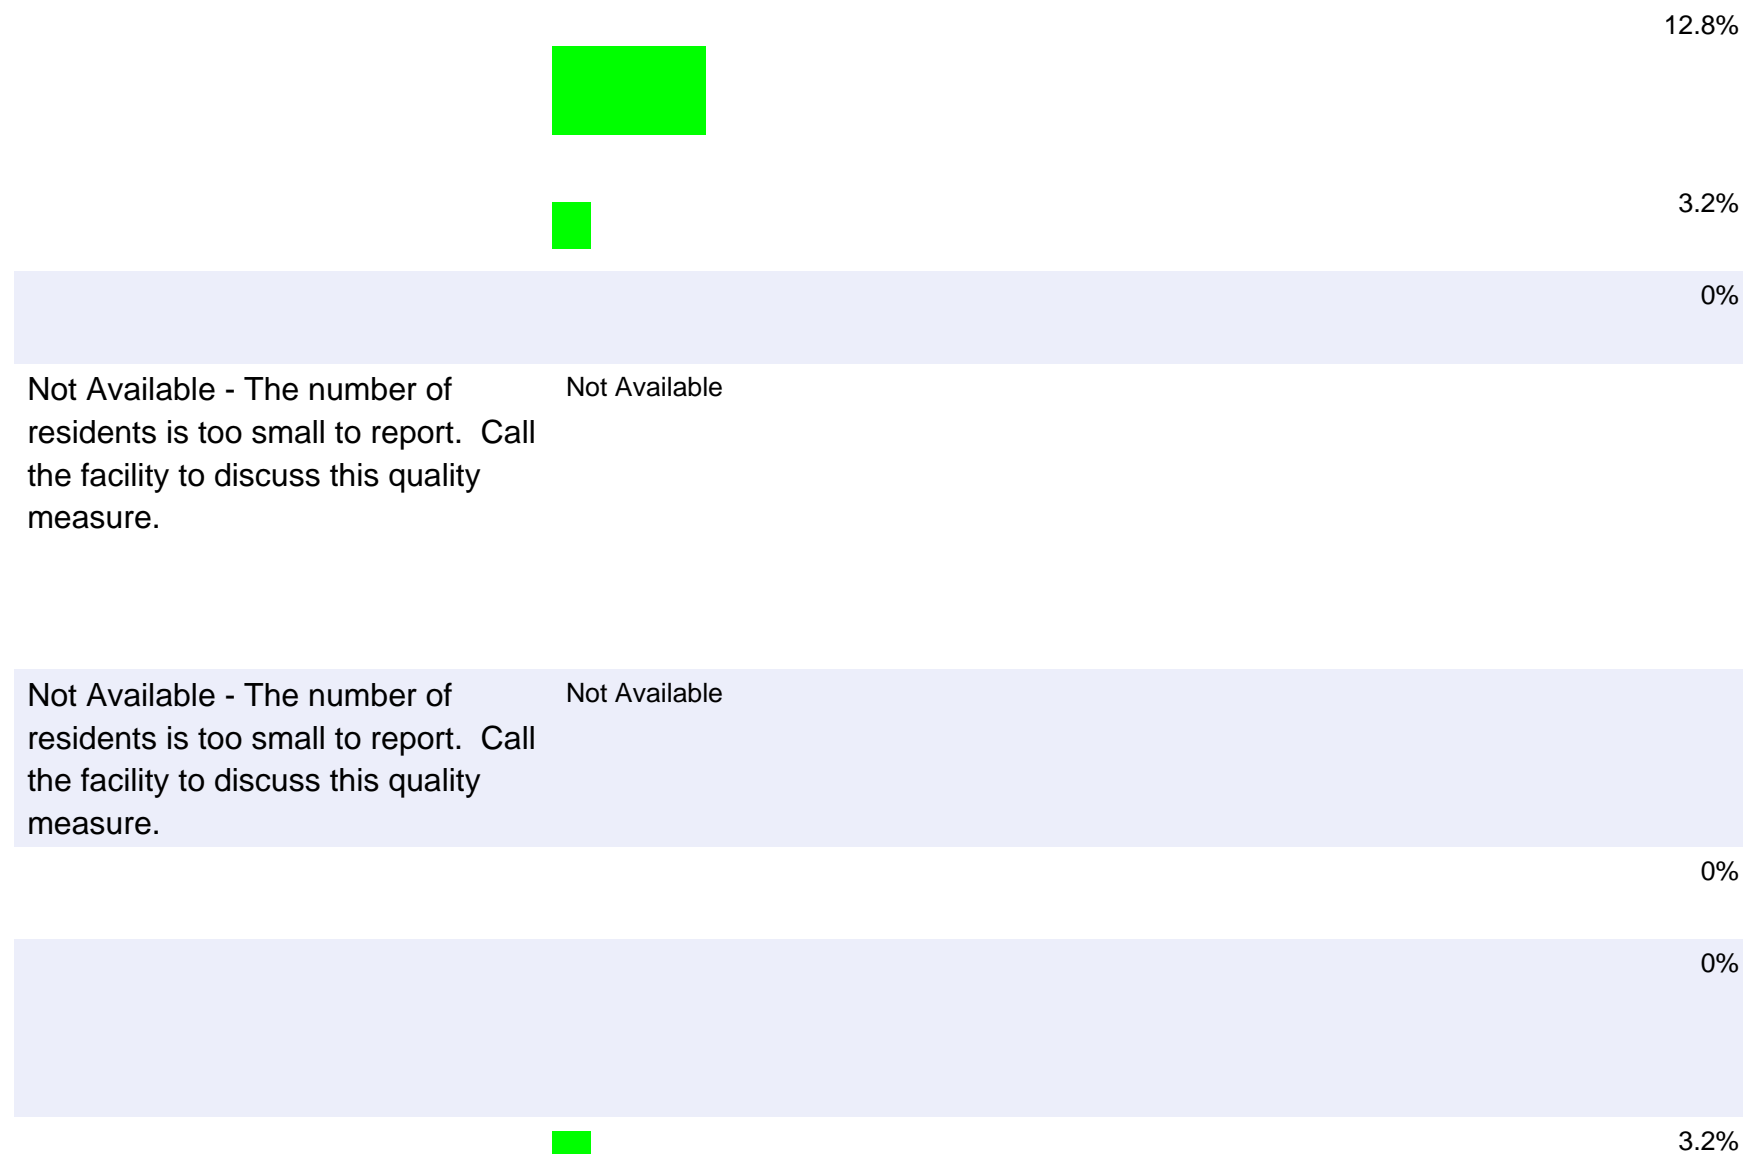 12.8%
3.2%
0%
Not Available - The number of
residents is too small to report.  Call
the facility to discuss this quality
measure.
Not Available
Not Available - The number of
residents is too small to report.  Call
the facility to discuss this quality
measure.
Not Available
0%
0%
3.2%